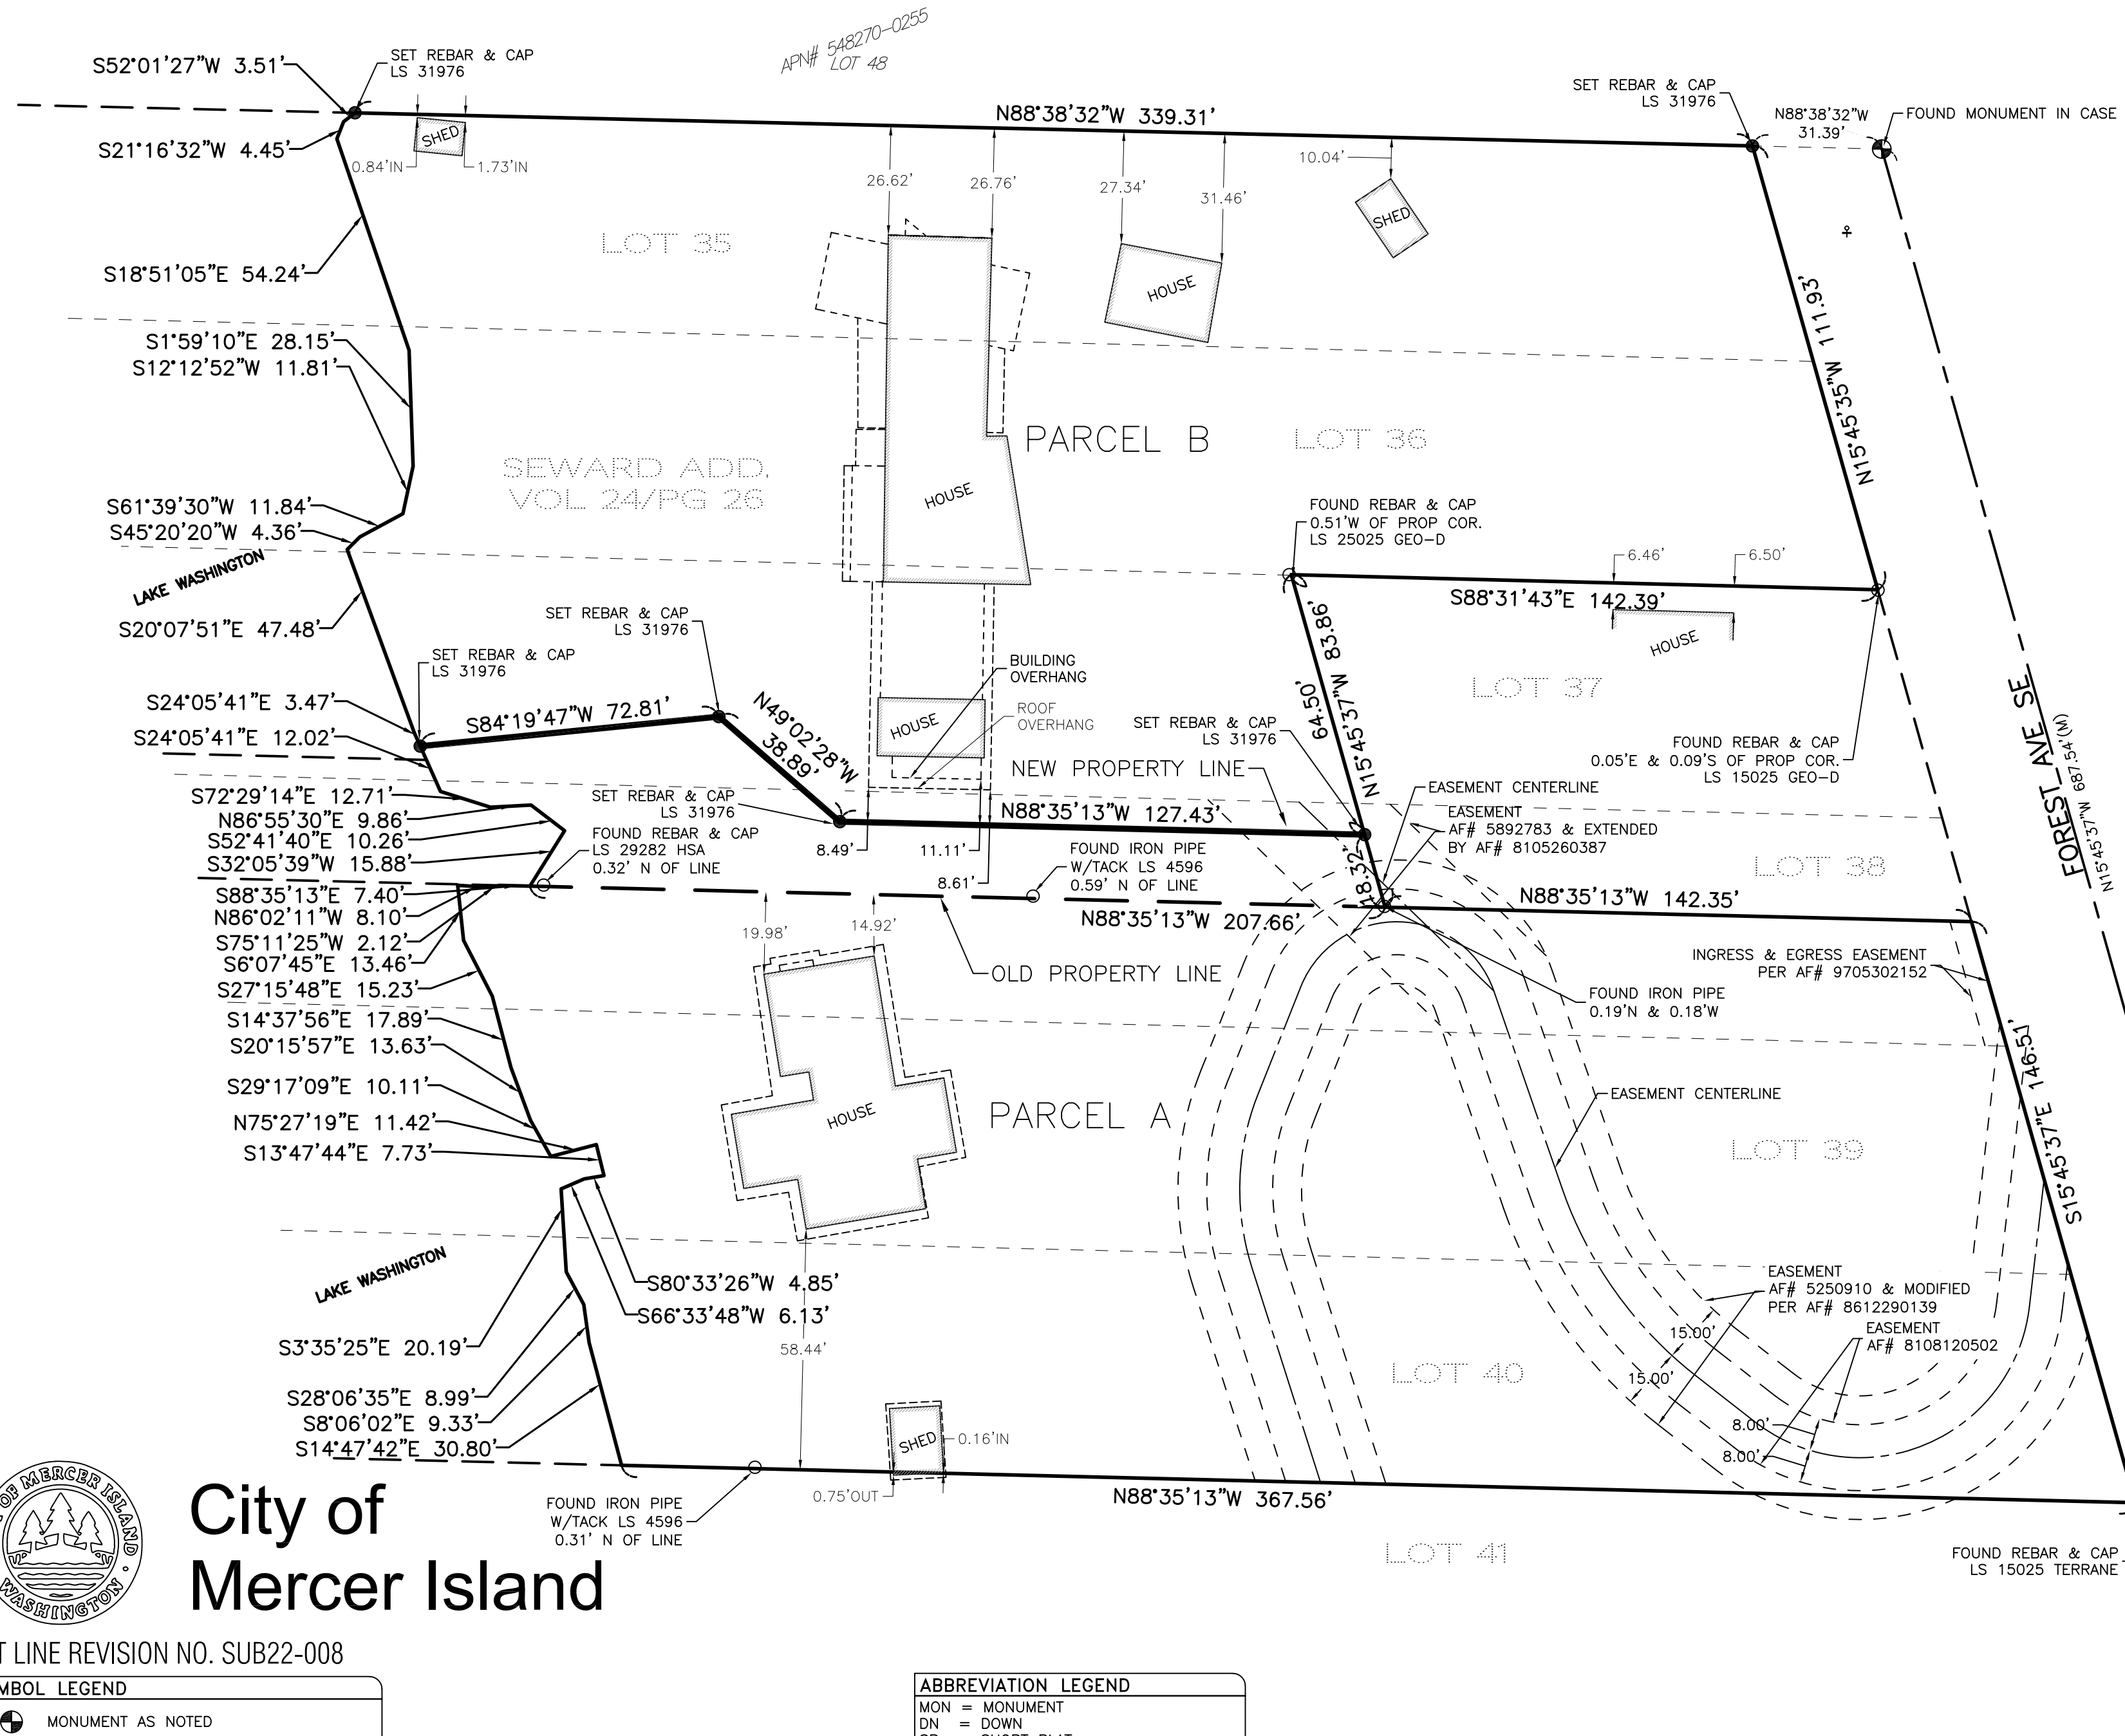 APN# 548270-0255
LOT 48
S52°01'27"W 3.51'
SET REBAR & CAP
LS 31976
S21°16'32"W 4.45'
SHED
0.84'IN
1.73'IN
N88°38'32"W 339.31'
SET REBAR & CAP
LS 31976
N88°38'32"W
31.39'
FOUND MONUMENT IN CASE
26.62'
26.76'
27.34'
31.46'
10.04'
SHED
LOT 35
HOUSE
S18°51'05"E 54.24'
N15°45'35"W 111.93'
S1°59'10"E 28.15'
S12°12'52"W 11.81'
PARCEL B
LOT 36
SEWARD ADD,
VOL 24/PG 26
HOUSE
S61°39'30"W 11.84'
S45°20'20"W 4.36'
LAKE WASHINGTON
FOUND REBAR & CAP
0.51'W OF PROP COR.
LS 25025 GEO-D
6.46'
6.50'
S88°31'43"E 142.39'
HOUSE
S20°07'51"E 47.48'
SET REBAR & CAP
LS 31976
SET REBAR & CAP
LS 31976
N15°45'37"W 83.86'
64.50'
LOT 37
BUILDING
OVERHANG
ROOF
OVERHANG
HOUSE
S24°05'41"E 3.47'
S84°19'47"W 72.81'
N49°02'28"W
38.89'
S24°05'41"E 12.02'
SET REBAR & CAP
LS 31976
NEW PROPERTY LINE
FOUND REBAR & CAP
0.05'E & 0.09'S OF PROP COR.
LS 15025 GEO-D
FOREST AVE SE
N15°45'37"W 687.54'(M)
EASEMENT CENTERLINE
S72°29'14"E 12.71'
N86°55'30"E 9.86'
S52°41'40"E 10.26'
S32°05'39"W 15.88'
SET REBAR & CAP
LS 31976
N88°35'13"W 127.43'
EASEMENT
AF# 5892783 & EXTENDED
BY AF# 8105260387
FOUND REBAR & CAP
LS 29282 HSA
0.32' N OF LINE
8.49'
11.11'
8.61'
FOUND IRON PIPE
W/TACK LS 4596
0.59' N OF LINE
18.32'
LOT 38
S88°35'13"E 7.40'
N86°02'11"W 8.10'
S75°11'25"W 2.12'
S6°07'45"E 13.46'
S27°15'48"E 15.23'
N88°35'13"W 207.66'
N88°35'13"W 142.35'
19.98'
14.92'
OLD PROPERTY LINE
INGRESS & EGRESS EASEMENT
PER AF# 9705302152
FOUND IRON PIPE
0.19'N & 0.18'W
S14°37'56"E 17.89'
S20°15'57"E 13.63'
S29°17'09"E 10.11'
N75°27'19"E 11.42'
S13°47'44"E 7.73'
HOUSE
PARCEL A
EASEMENT CENTERLINE
LOT 39
S15°45'37"E 146.51'
LAKE WASHINGTON
S80°33'26"W 4.85'
S66°33'48"W 6.13'
58.44'
S3°35'25"E 20.19'
EASEMENT
AF# 5250910 & MODIFIED
PER AF# 8612290139
15.00'
15.00'
EASEMENT
AF# 8108120502
LOT 40
S28°06'35"E 8.99'
S8°06'02"E 9.33'
S14°47'42"E 30.80'
SHED
0.16'IN
0.75'OUT
8.00'
8.00'
N88°35'13"W 367.56'
FOUND IRON PIPE
W/TACK LS 4596
0.31' N OF LINE
LOT 41
FOUND REBAR & CAP
LS 15025 TERRANE
OF MERCER ISLAND
WASHINGTON
City of
Mercer Island
T LINE REVISION NO. SUB22-008
MBOL LEGEND
MONUMENT AS NOTED
ABBREVIATION LEGEND
MON = MONUMENT
DN = DOWN